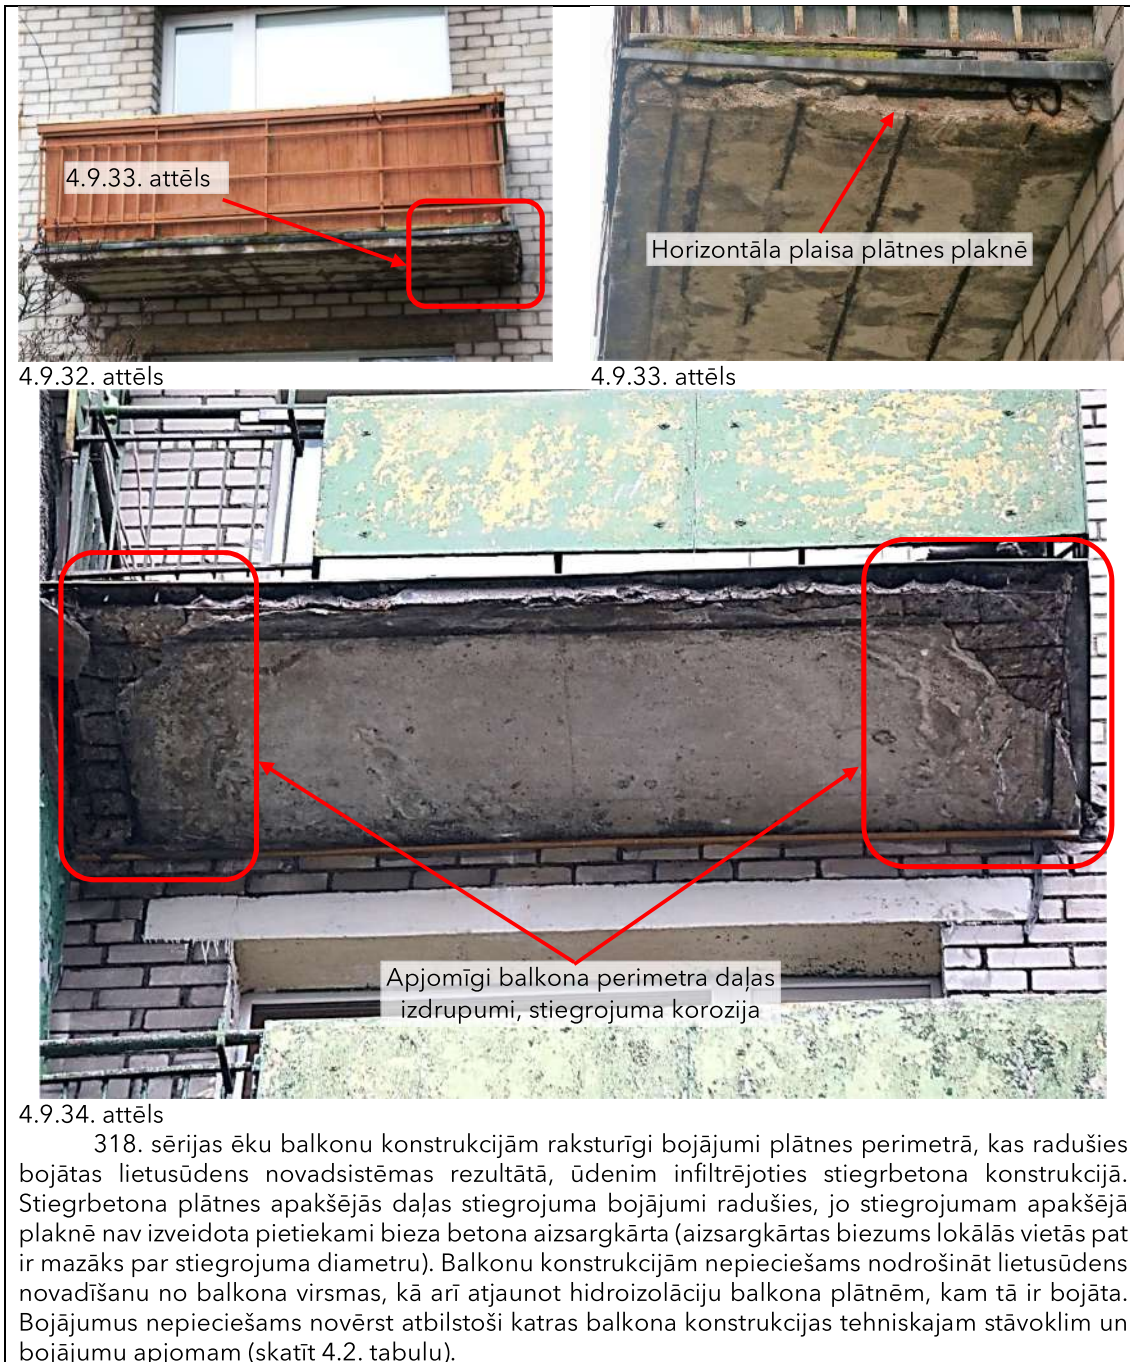 4.9.33. attēls
Horizontāla plaisa plātnes plaknē
4.9.32. attēls
4.9.33. attēls
Apjomīgi balkona perimetra daļas
izdrupumi, stiegrojuma korozija
4.9.34. attēls
318. sērijas ēku balkonu konstrukcijām raksturīgi bojājumi plātnes perimetrā, kas radušies
bojātas lietusūdens novadsistēmas rezultātā, ūdenim infiltrējoties stiegrbetona konstrukcijā.
Stiegrbetona plātnes apakšējās daļas stiegrojuma bojājumi radušies, jo stiegrojumam apakšējā
plaknē nav izveidota pietiekami bieza betona aizsargkārta (aizsargkārtas biezums lokālās vietās pat
ir mazāks par stiegrojuma diametru). Balkonu konstrukcijām nepieciešams nodrošināt lietusūdens
novadīšanu no balkona virsmas, kā arī atjaunot hidroizolāciju balkona plātnēm, kam tā ir bojāta.
Bojājumus nepieciešams novērst atbilstoši katras balkona konstrukcijas tehniskajam stāvoklim un
bojājumu apjomam (skatīt 4.2. tabulu).